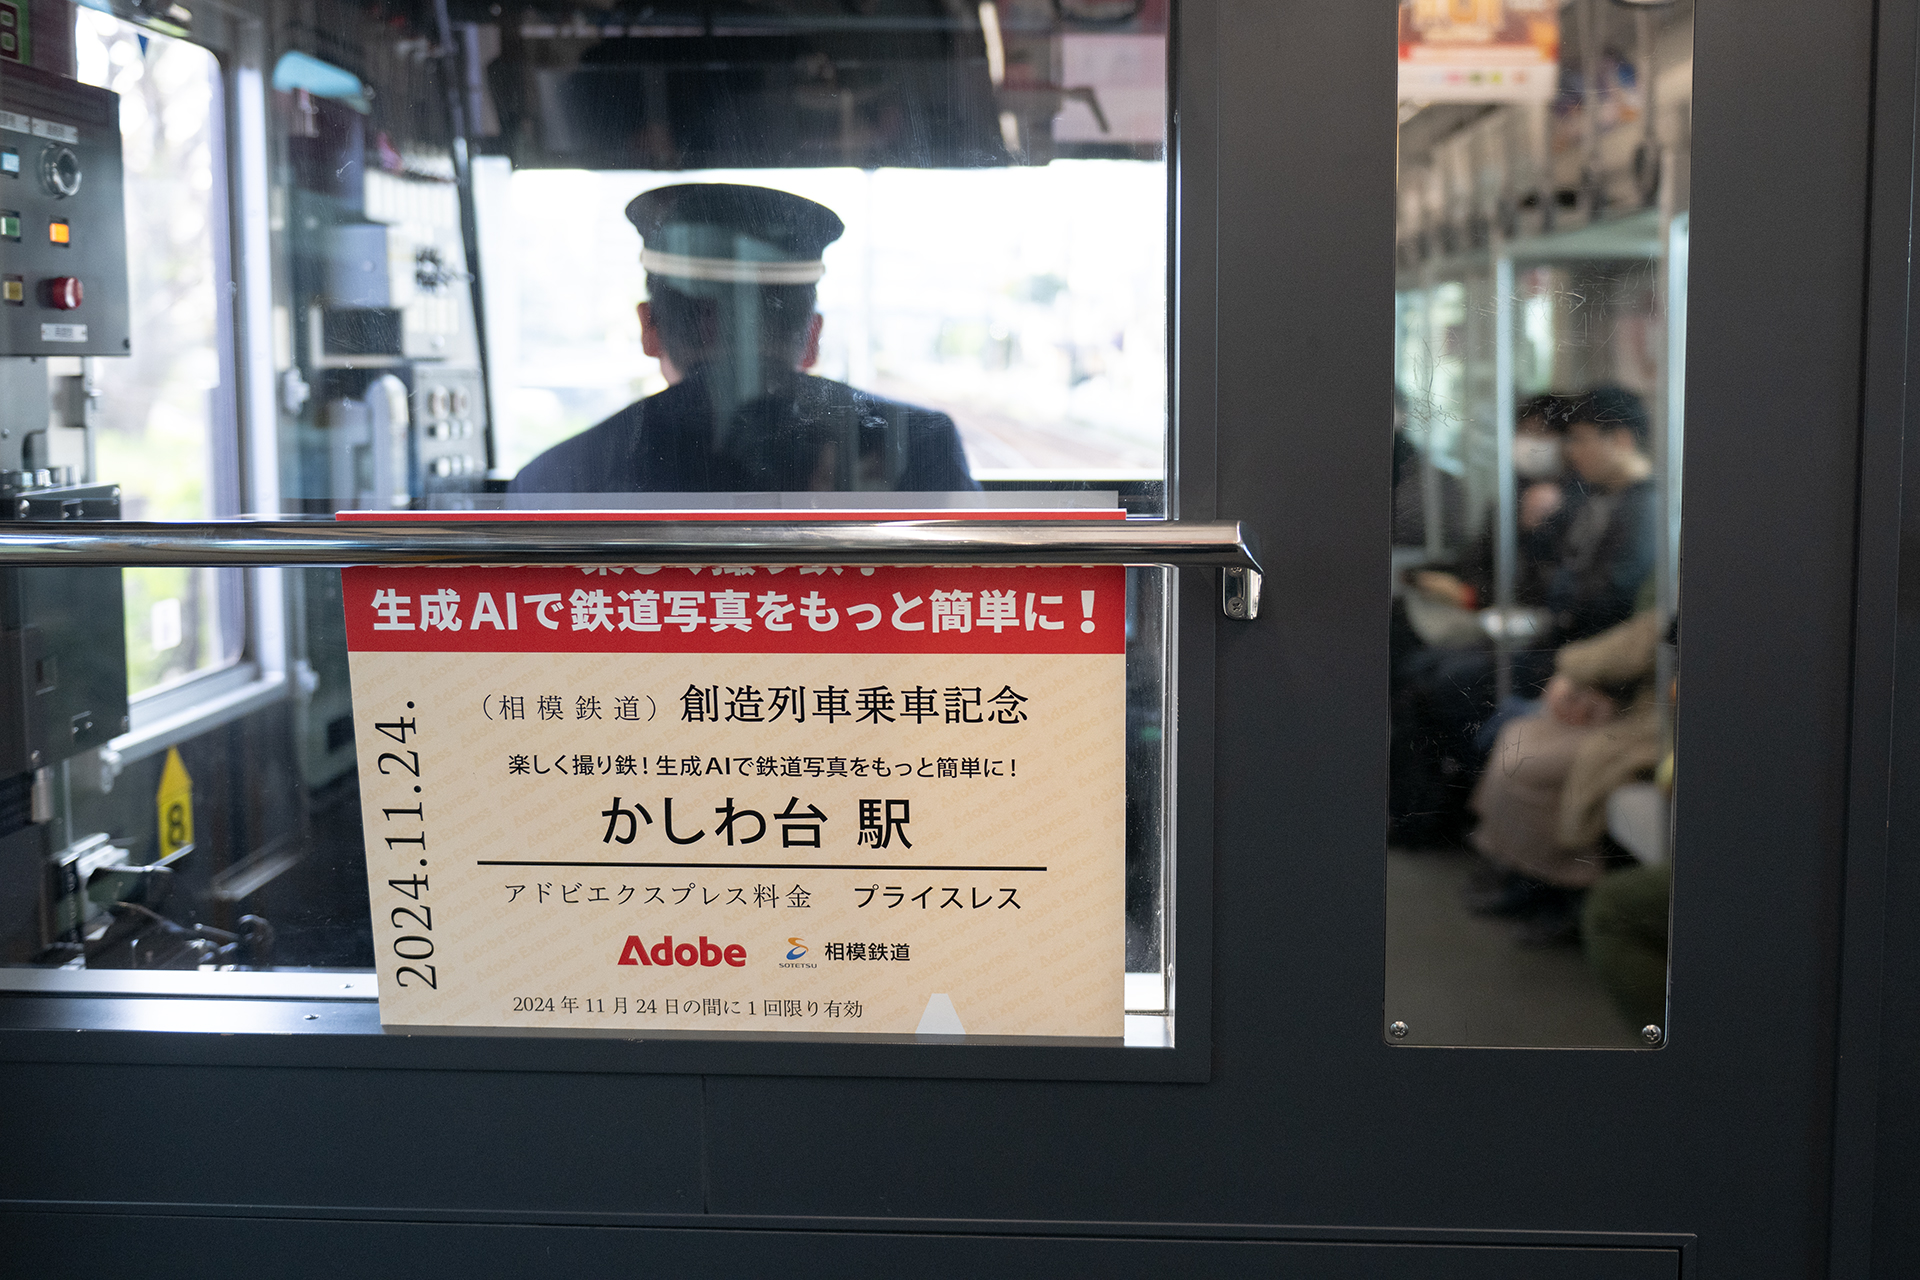 生成AIで鉄道写真をもっと簡単に!
（相模鉄道）創造列車乗車記念
楽しく撮り鉄!生成AIで鉄道写真をもっと簡単に!
かしわ台 駅
アドビエクスプレス料金 プライスレス
Adobe SOTETSU 相模鉄道
2024年11月24日の間に1回限り有効
2024.11.24.
8